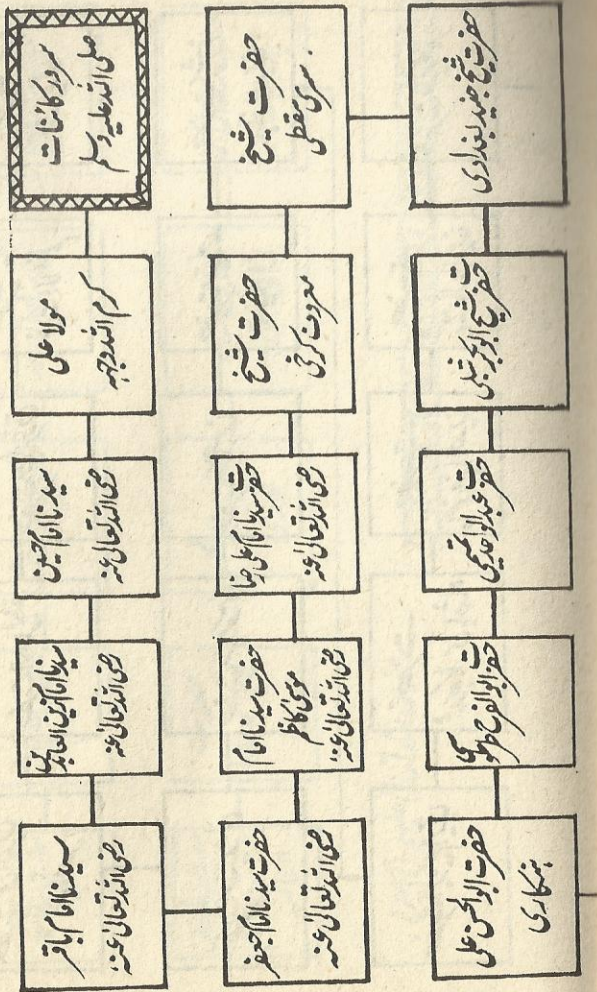 سرور کائنات
صلی اللہ علیہ وسلم
مولا علی
کرم اللہ وجہہ
سیدنا امام حسین
رضی اللہ تعالیٰ عنہ
سیدنا امام زین العابدین
رضی اللہ تعالیٰ عنہ
سیدنا امام باقر
رضی اللہ تعالیٰ عنہ
حضرت سیدنا امام جعفر
رضی اللہ تعالیٰ عنہ
حضرت سیدنا امام
موسیٰ کاظم
رضی اللہ تعالیٰ عنہ
حضرت سیدنا امام علی رضا
رضی اللہ تعالیٰ عنہ
حضرت شیخ
معروف کرخی
حضرت شیخ
سری سقطی
حضرت شیخ جنید بغدادی
حضرت شیخ ابوبکر شبلی
حضرت عبدالواحد تمیمی
حضرت ابوالفرح طرطوسی
حضرت ابوالحسن علی
ہنکاری